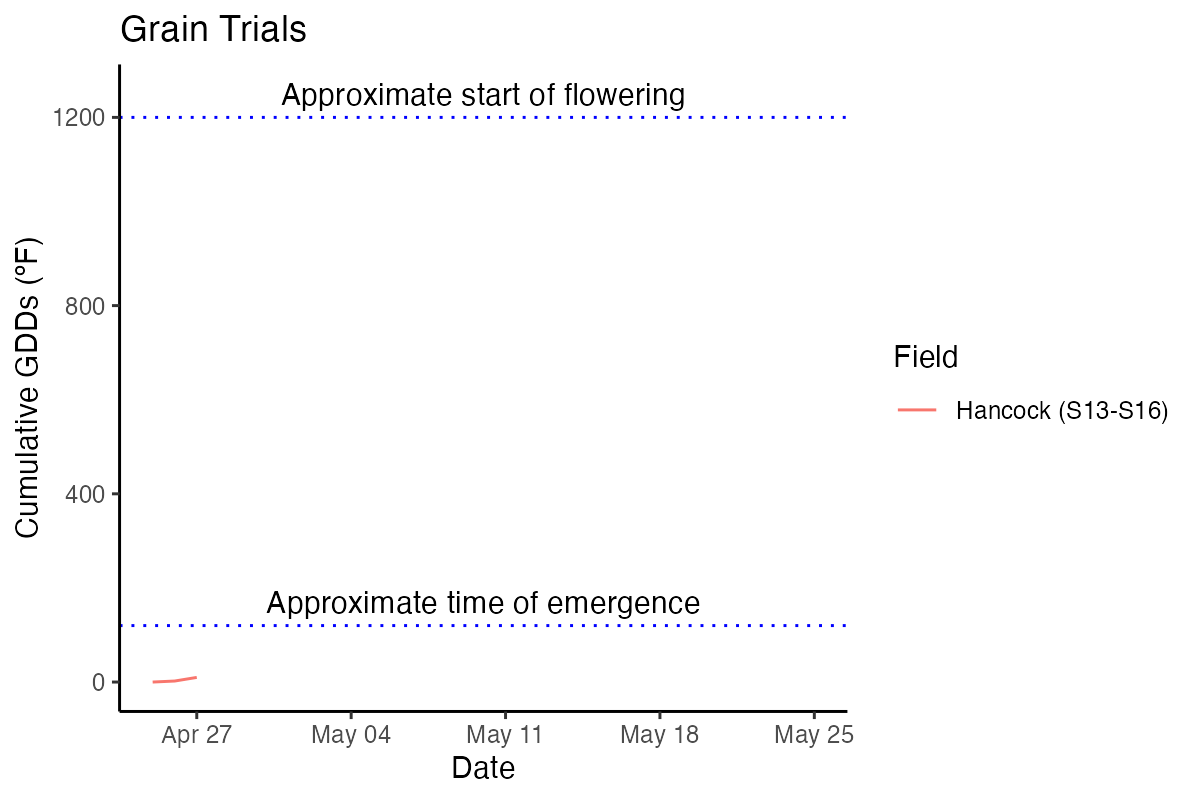 Grain Trials
Approximate start of flowering
1200
800
400
0
Cumulative GDDs (°F)
Approximate time of emergence
Apr 27
May 04
May 11
May 18
May 25
Date
Field
Hancock (S13-S16)